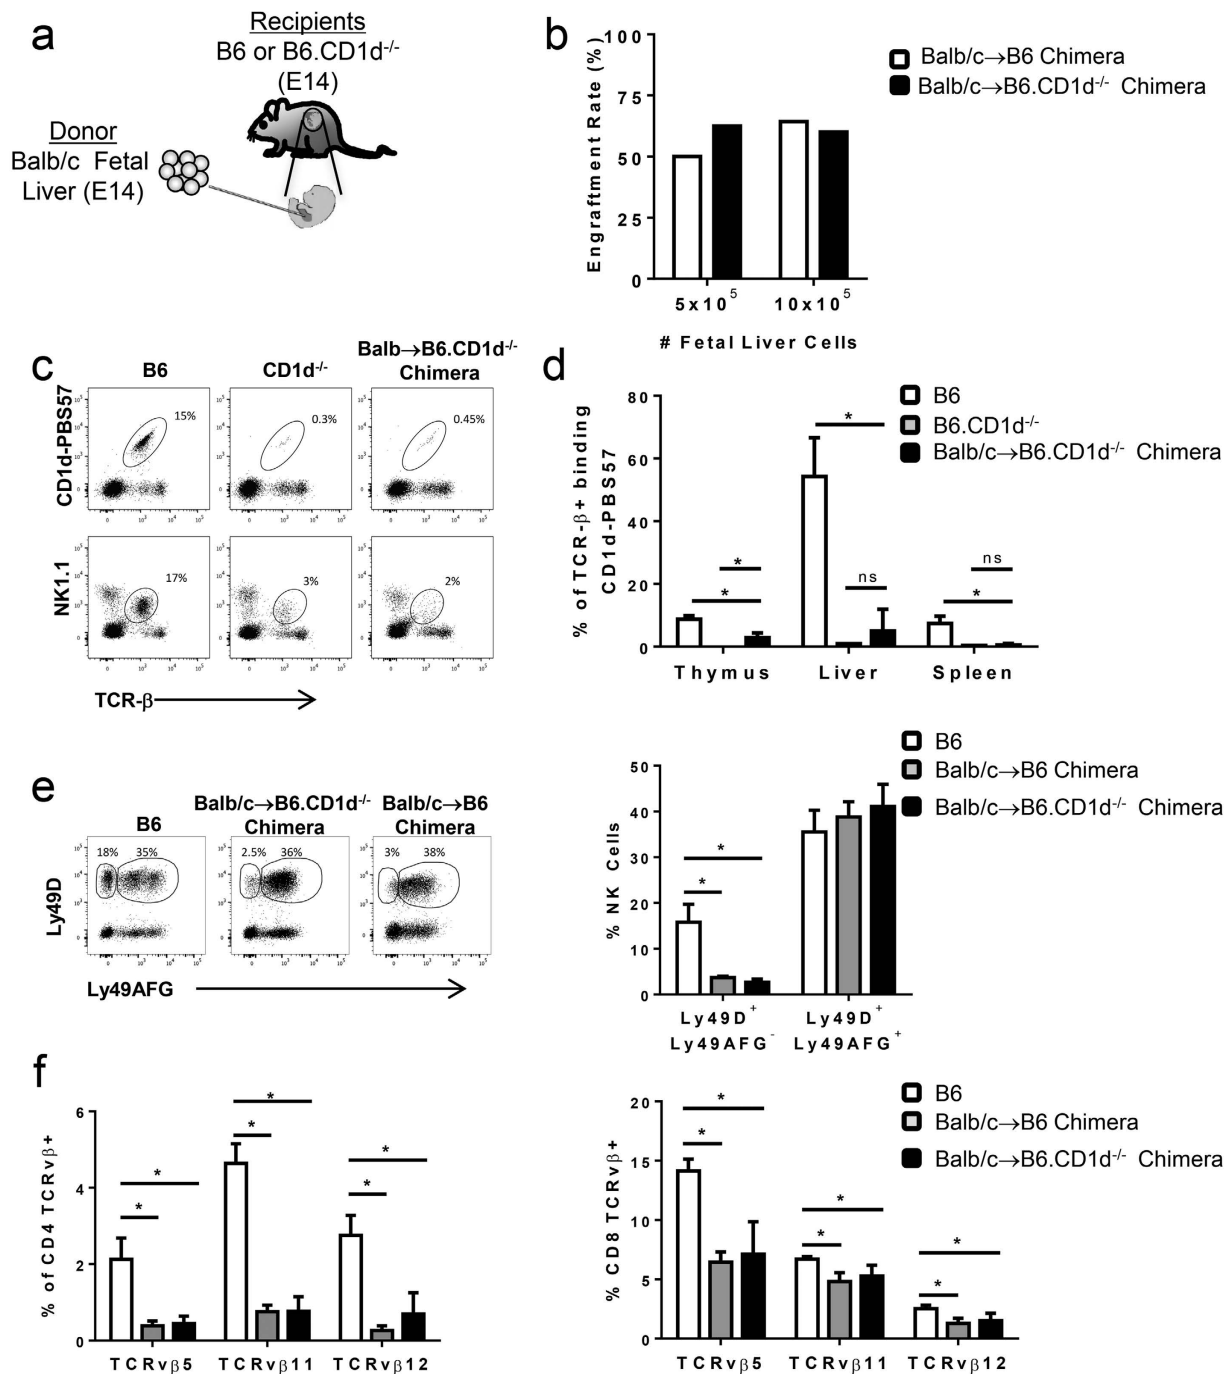 a
Recipients
B6 or B6.CD1d-/-
(E14)
Donor
Balb/c Fetal
Liver (E14)
b
Engraftment Rate (%)
100
75
50
25
0
5x10^5
10x10^5
# Fetal Liver Cells
Balb/c→B6 Chimera
Balb/c→B6.CD1d-/- Chimera
c
B6
CD1d-/-
Balb→B6.CD1d-/-
Chimera
CD1d-PBS57
15%
0.3%
0.45%
NK1.1
17%
3%
2%
TCR-β
d
% of TCR-β+ binding
CD1d-PBS57
80
60
40
20
0
*
*
*
ns
ns
*
Thymus
Liver
Spleen
B6
B6.CD1d-/-
Balb/c→B6.CD1d-/- Chimera
e
B6
Balb/c→B6.CD1d-/-
Chimera
Balb/c→B6
Chimera
18%
35%
2.5%
36%
3%
38%
Ly49D
Ly49AFG
% NK Cells
50
40
30
20
10
0
*
*
Ly49D+
Ly49AFG-
Ly49D+
Ly49AFG+
B6
Balb/c→B6 Chimera
Balb/c→B6.CD1d-/- Chimera
f
% of CD4 TCRvβ+
6
4
2
0
*
*
*
*
*
*
TCRvβ5
TCRvβ11
TCRvβ12
% CD8 TCRvβ+
20
15
10
5
0
*
*
*
*
*
*
TCRvβ5
TCRvβ11
TCRvβ12
B6
Balb/c→B6 Chimera
Balb/c→B6.CD1d-/- Chimera